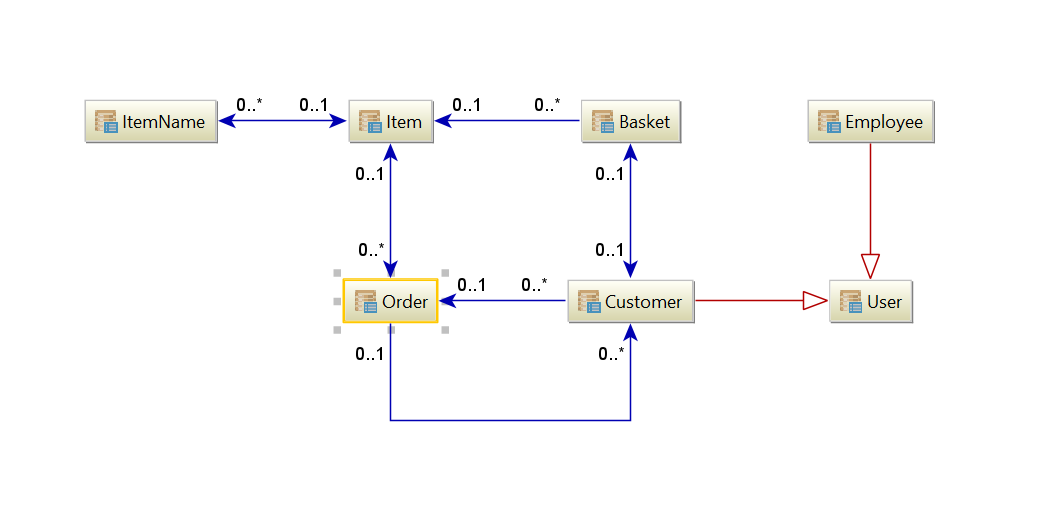 0..* 0..1 0..1 0..*
ItemName Item Basket Employee
0..1 0..1
0..* 0..1
0..1 0..*
Order Customer User
0..1 0..*